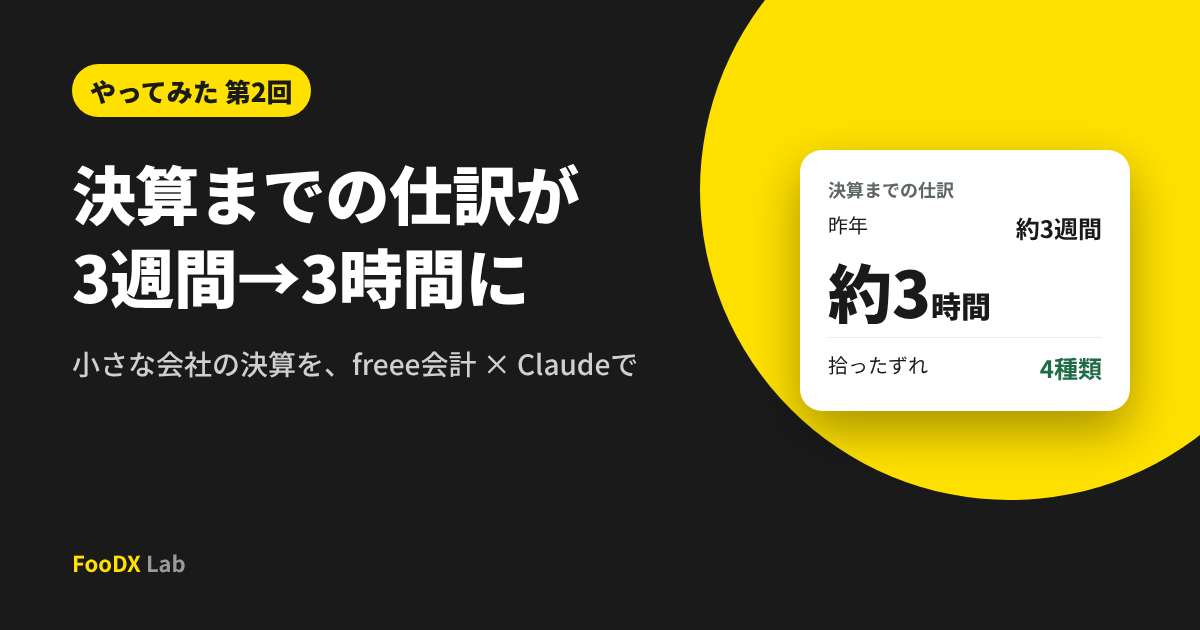 やってみた 第2回
決算までの仕訳が
3週間→3時間に
小さな会社の決算を、freee会計 × Claudeで
決算までの仕訳
昨年 約3週間
約3時間
拾ったずれ 4種類
FooDX Lab